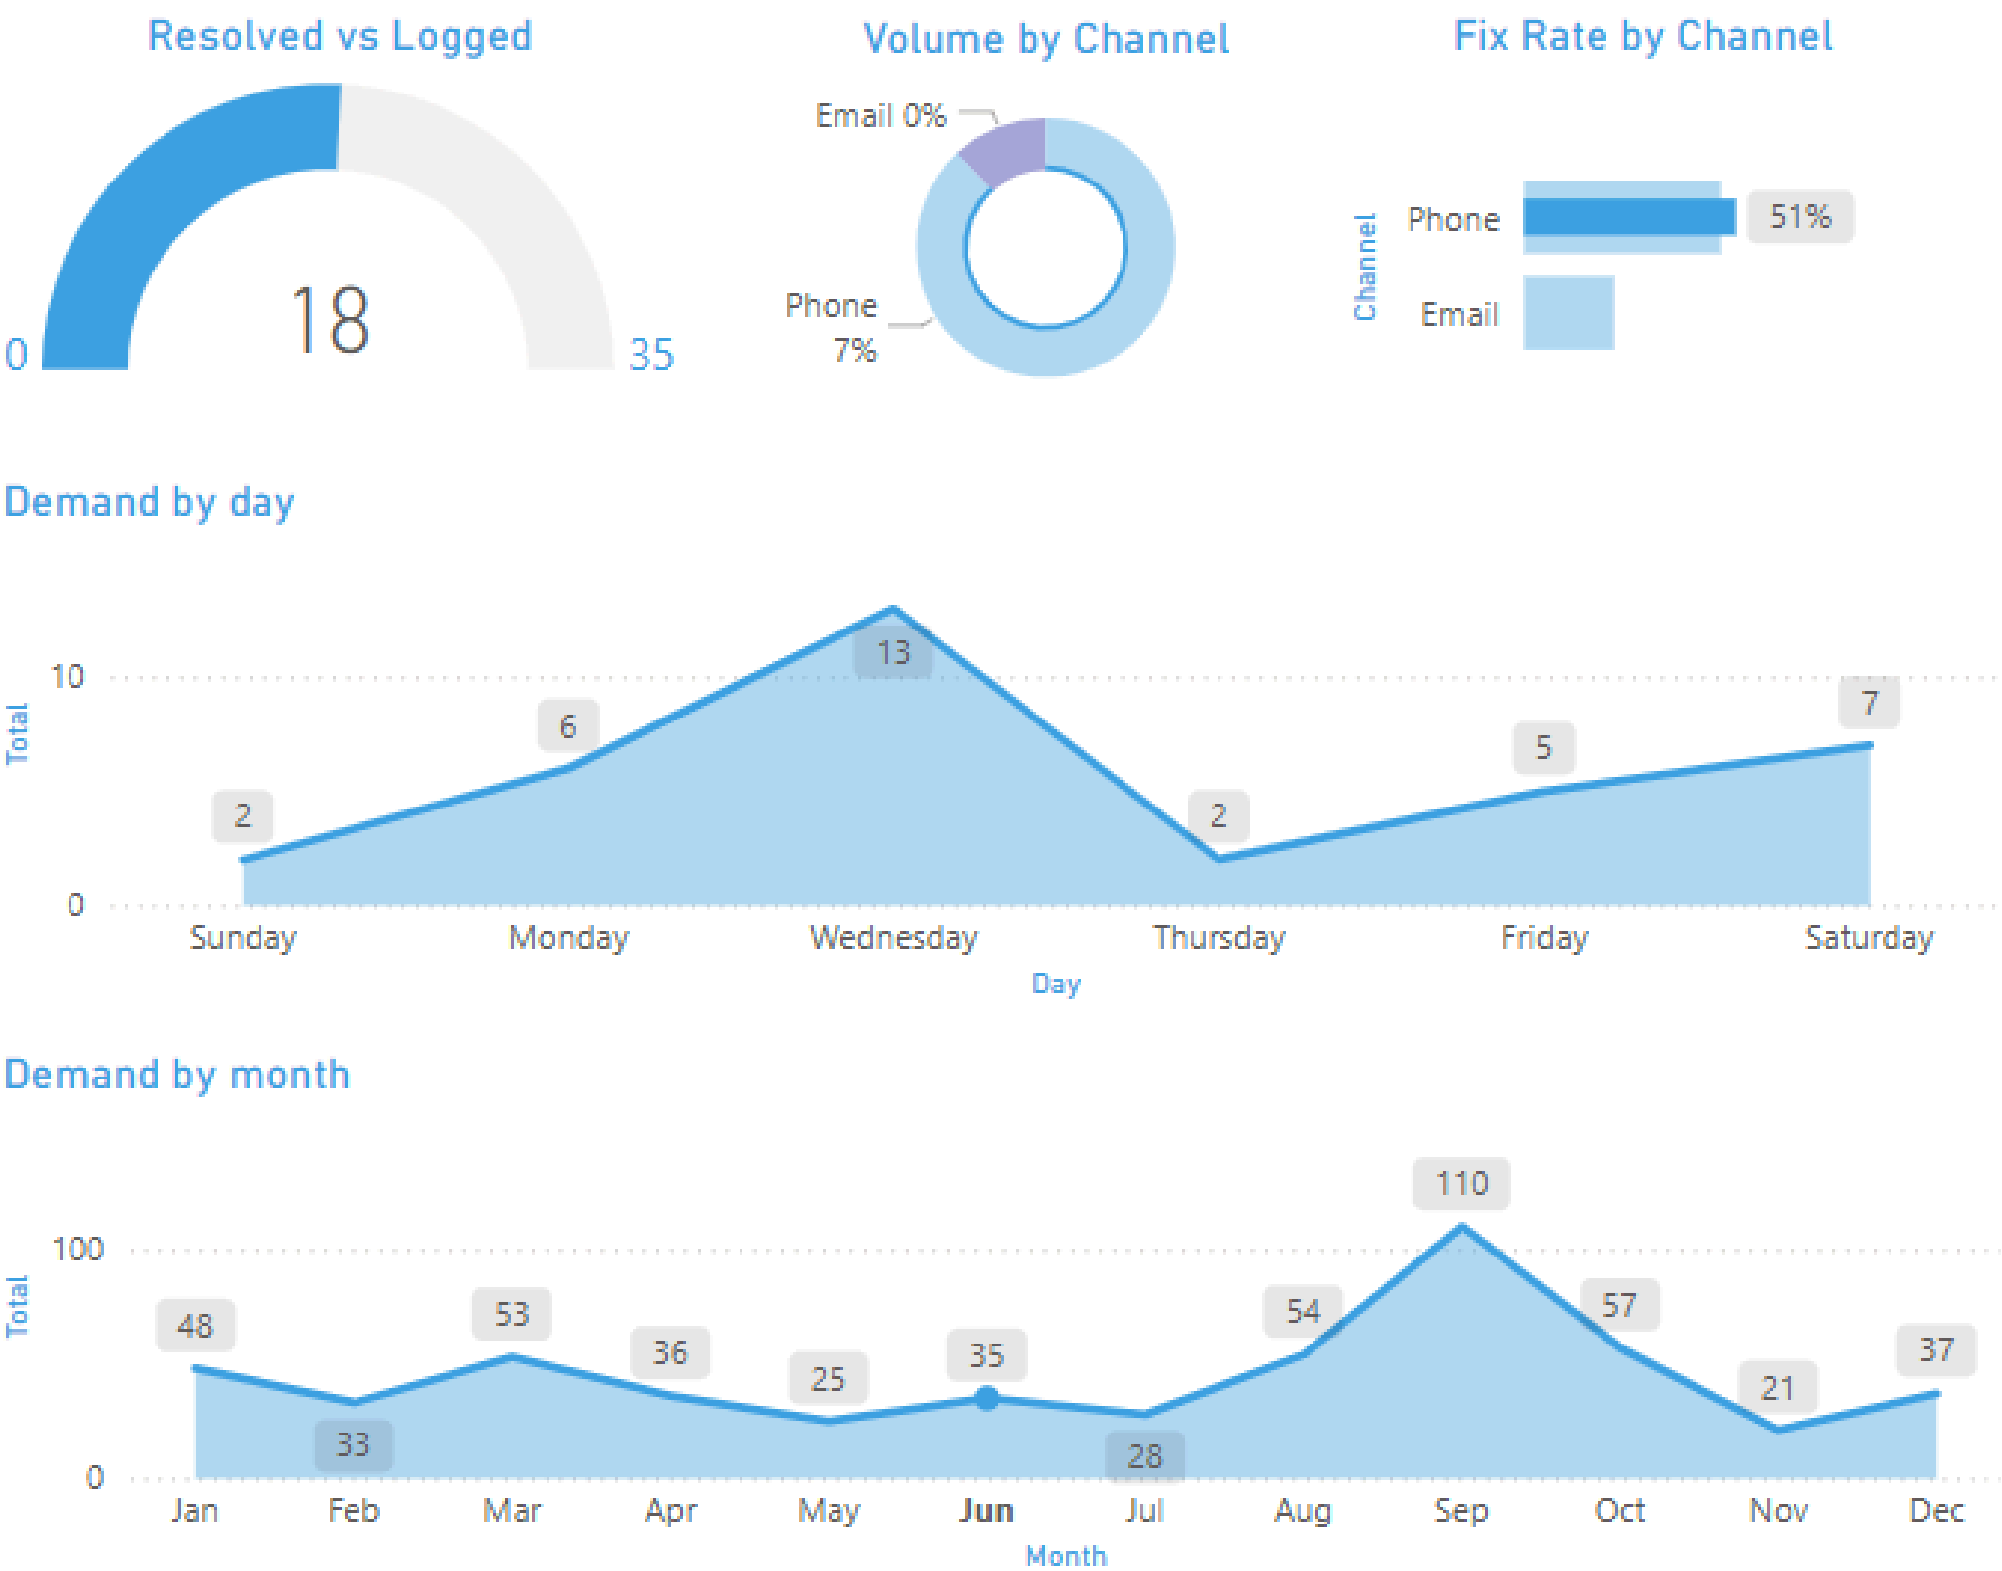 Resolved vs Logged
0
18
35
Volume by Channel
Email 0%
Phone
7%
Fix Rate by Channel
Channel
Phone
51%
Email
Demand by day
Total
10
0
2
6
13
2
5
7
Sunday Monday Wednesday Thursday Friday Saturday
Day
Demand by month
Total
100
0
48
33
53
36
25
35
28
54
110
57
21
37
Jan Feb Mar Apr May Jun Jul Aug Sep Oct Nov Dec
Month